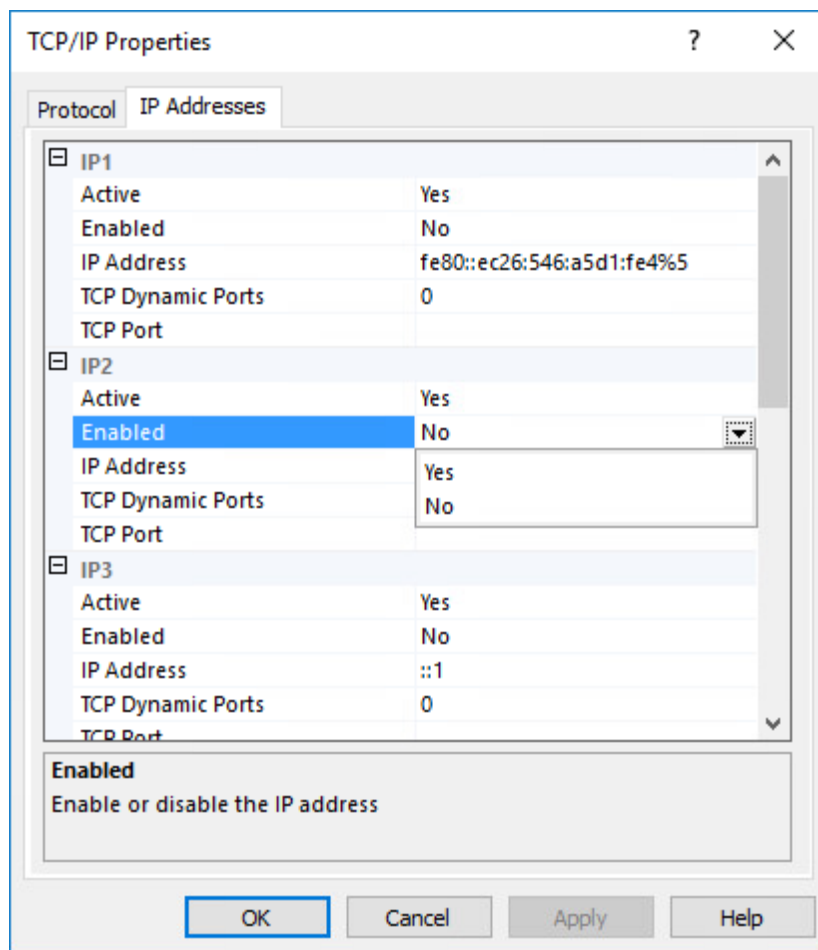 TCP/IP Properties ?
Protocol IP Addresses
IP1
Active Yes
Enabled No
IP Address fe80::ec26:546:a5d1:fe4%5
TCP Dynamic Ports 0
TCP Port
IP2
Active Yes
Enabled No
IP Address Yes
TCP Dynamic Ports No
TCP Port
IP3
Active Yes
Enabled No
IP Address ::1
TCP Dynamic Ports 0
TCP Port
Enabled
Enable or disable the IP address
OK Cancel Apply Help